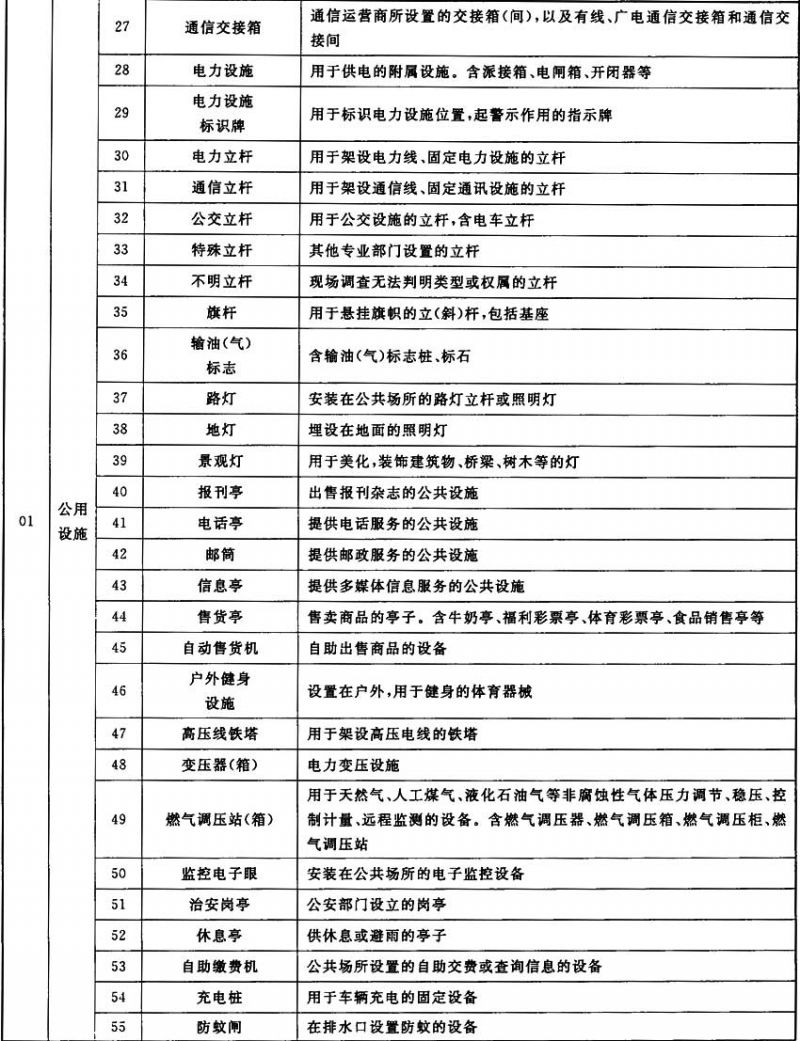 27 通信交接箱 通信运营商所设置的交接箱(间),以及有线、广电通信交接箱和通信交
接间
28 电力设施 用于供电的附属设施。含派接箱、电闸箱、开闭器等
29 电力设施
标识牌 用于标识电力设施位置,起警示作用的指示牌
30 电力立杆 用于架设电力线、固定电力设施的立杆
31 通信立杆 用于架设通信线、固定通讯设施的立杆
32 公交立杆 用于公交设施的立杆,含电车立杆
33 特殊立杆 其他专业部门设置的立杆
34 不明立杆 现场调查无法判明类型或权属的立杆
35 旗杆 用于悬挂旗帜的立(斜)杆,包括基座
36 输油(气)
标志 含输油(气)标志桩、标石
37 路灯 安装在公共场所的路灯立杆或照明灯
38 地灯 埋设在地面的照明灯
39 景观灯 用于美化,装饰建筑物、桥梁、树木等的灯
40 报刊亭 出售报刊杂志的公共设施
01 公用
设施
41 电话亭 提供电话服务的公共设施
42 邮筒 提供邮政服务的公共设施
43 信息亭 提供多媒体信息服务的公共设施
44 售货亭 售卖商品的亭子。含牛奶亭、福利彩票亭、体育彩票亭、食品销售亭等
45 自动售货机 自助出售商品的设备
46 户外健身
设施 设置在户外,用于健身的体育器械
47 高压线铁塔 用于架设高压电线的铁塔
48 变压器(箱) 电力变压设施
49 燃气调压站(箱) 用于天然气、人工煤气、液化石油气等非腐蚀性气体压力调节、稳压、控
制计量、远程监测的设备。含燃气调压器、燃气调压箱、燃气调压柜、燃
气调压站
50 监控电子眼 安装在公共场所的电子监控设备
51 治安岗亭 公安部门设立的岗亭
52 休息亭 供休息或避雨的亭子
53 自助缴费机 公共场所设置的自助交费或查询信息的设备
54 充电桩 用于车辆充电的固定设备
55 防蚊闸 在排水口设置防蚊的设备